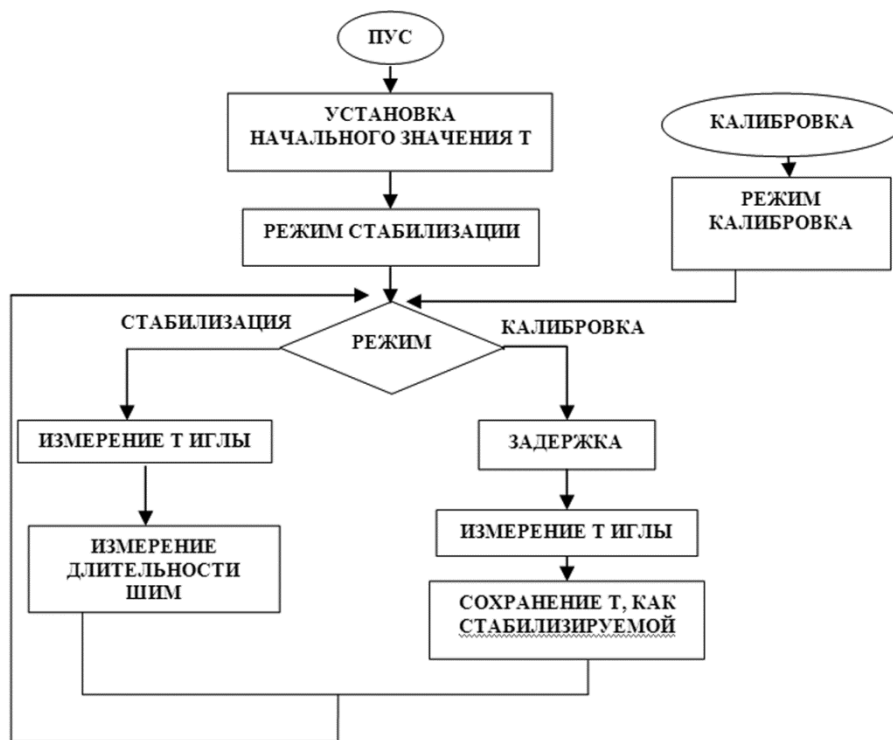 ПУС
УСТАНОВКА
НАЧАЛЬНОГО ЗНАЧЕНИЯ Т
КАЛИБРОВКА
РЕЖИМ
КАЛИБРОВКА
РЕЖИМ СТАБИЛИЗАЦИИ
СТАБИЛИЗАЦИЯ
КАЛИБРОВКА
РЕЖИМ
ИЗМЕРЕНИЕ Т ИГЛЫ
ИЗМЕРЕНИЕ
ДЛИТЕЛЬНОСТИ
ШИМ
ЗАДЕРЖКА
ИЗМЕРЕНИЕ Т ИГЛЫ
СОХРАНЕНИЕ Т, КАК
СТАБИЛИЗИРУЕМОЙ